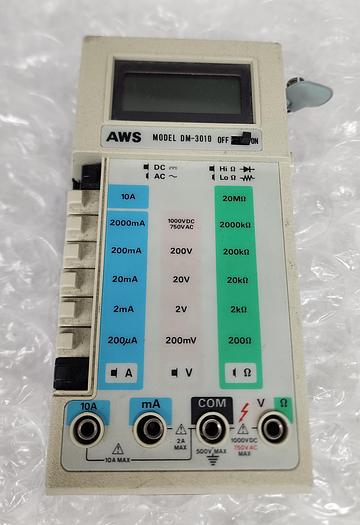 AWS MODEL DM-3010 OFF ON
DC Hi Ω
AC Lo Ω
10A 20MΩ
2000mA 1000VDC 750VAC 2000kΩ
200mA 200V 200kΩ
20mA 20V 20kΩ
2mA 2V 2kΩ
200µA 200mV 200Ω
A V Ω
10A mA COM V Ω
10A MAX 2A MAX 500V MAX 1000VDC 750VAC MAX